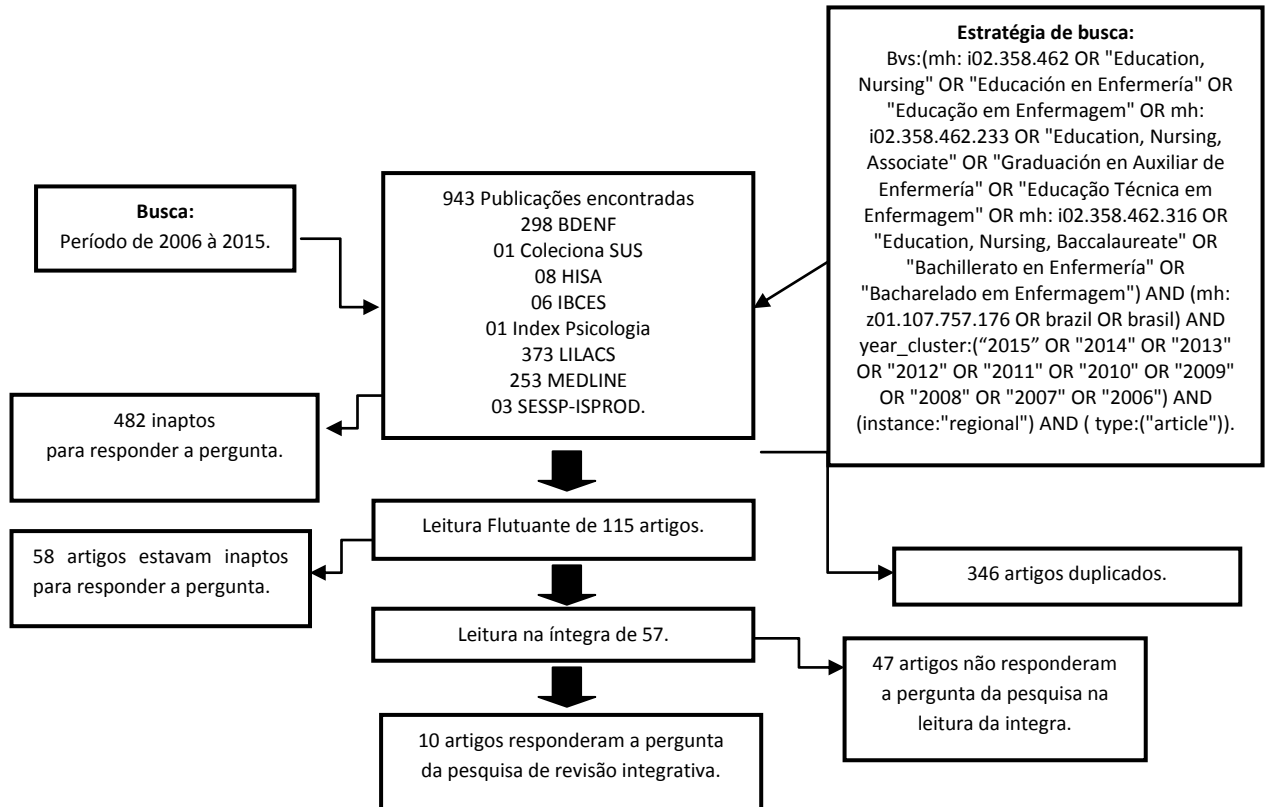 Estratégia de busca:
Bvs:(mh: i02.358.462 OR "Education,
Nursing" OR "Educación en Enfermería" OR
"Educação em Enfermagem" OR mh:
i02.358.462.233 OR "Education, Nursing,
Associate" OR "Graduación en Auxiliar de
Enfermería" OR "Educação Técnica em
Enfermagem" OR mh: i02.358.462.316 OR
"Education, Nursing, Baccalaureate" OR
"Bachillerato en Enfermería" OR
"Bacharelado em Enfermagem") AND (mh:
z01.107.757.176 OR brazil OR brasil) AND
year_cluster:(“2015” OR "2014" OR "2013"
OR "2012" OR "2011" OR "2010" OR "2009"
OR "2008" OR "2007" OR "2006") AND
(instance:"regional") AND ( type:("article")).
Busca:
Período de 2006 à 2015.
943 Publicações encontradas
298 BDENF
01 Coleciona SUS
08 HISA
06 IBCES
01 Index Psicologia
373 LILACS
253 MEDLINE
03 SESSP-ISPROD.
482 inaptos
para responder a pergunta.
Leitura Flutuante de 115 artigos.
58 artigos estavam inaptos
para responder a pergunta.
346 artigos duplicados.
Leitura na íntegra de 57.
47 artigos não responderam
a pergunta da pesquisa na
leitura da integra.
10 artigos responderam a pergunta
da pesquisa de revisão integrativa.